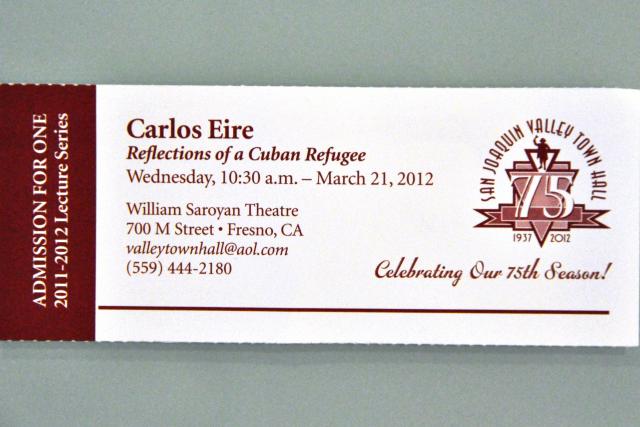 ADMISSION FOR ONE
2011-2012 Lecture Series
Carlos Eire
Reflections of a Cuban Refugee
Wednesday, 10:30 a.m. – March 21, 2012
William Saroyan Theatre
700 M Street • Fresno, CA
valleytownhall@aol.com
(559) 444-2180
SAN JOAQUIN VALLEY TOWN HALL
75
1937 2012
Celebrating Our 75th Season!